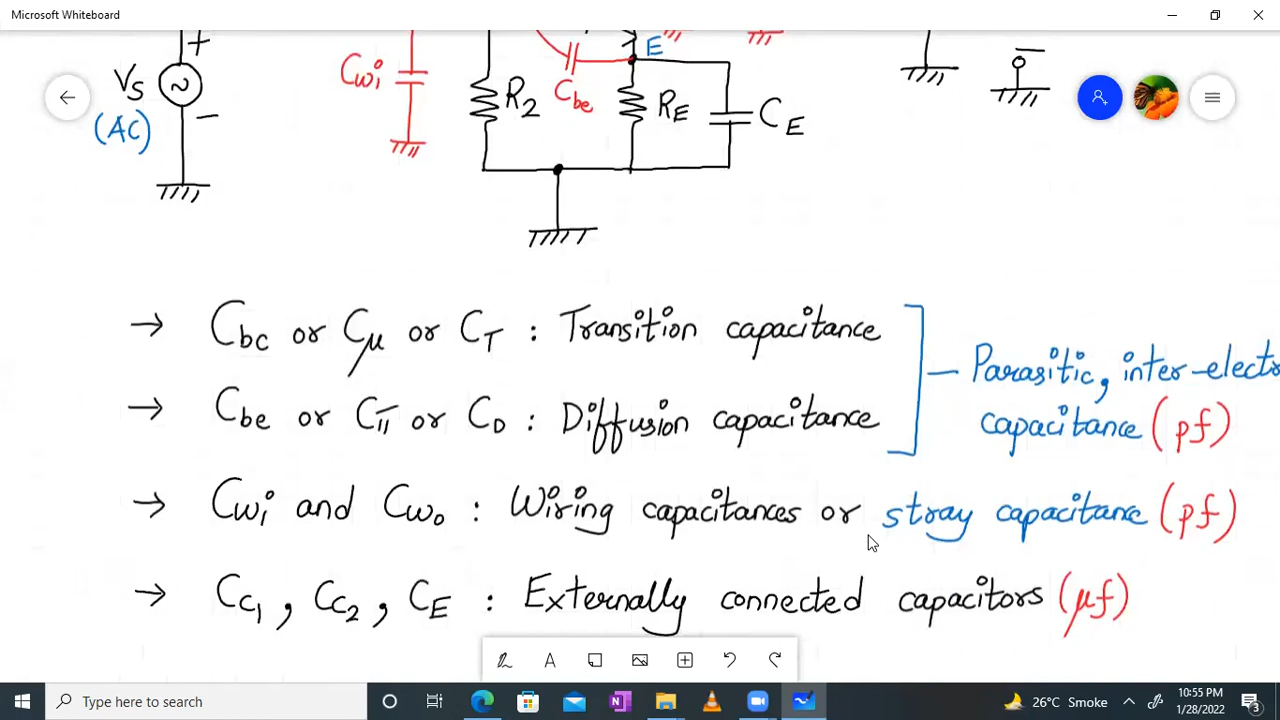 Microsoft Whiteboard
+
Vs
(AC)
−
Cwi
E
Cbe
R2
RE
CE
−
→ Cbc or Cμ or CT : Transition capacitance
→ Cbe or Cπ or CD : Diffusion capacitance
Parasitic, inter-electr
capacitance (pf)
→ Cwi and Cwo : Wiring capacitances or stray capacitance (pf)
→ Cc1, Cc2, CE : Externally connected capacitors (μf)
A
Type here to search
N
26°C Smoke
10:55 PM
1/28/2022
3